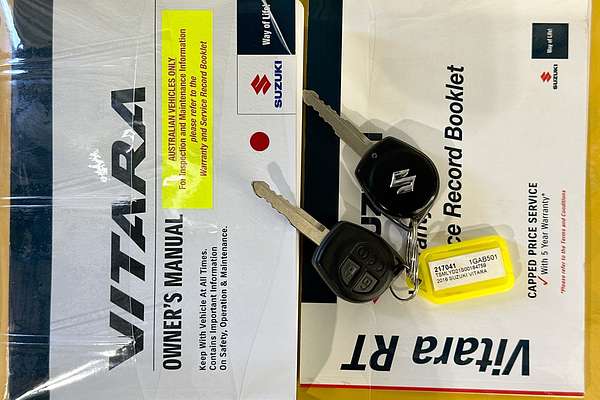 VITARA
OWNER'S MANUAL
Keep With Vehicle At All Times.
Contains Important Information
On Safety, Operation & Maintenance.
AUSTRALIAN VEHICLES ONLY
For Inspection and Maintenance Information
please refer to the
Warranty and Service Record Booklet
Way of Life!
SUZUKI
Way of Life!
SUZUKI
ce Record Booklet
CAPPED PRICE SERVICE
✓ With 5 Year Warranty*
*Please refer to the Terms and Conditions
217041 1GAB501
2019 SUZUKI VITARA
Vitara RT